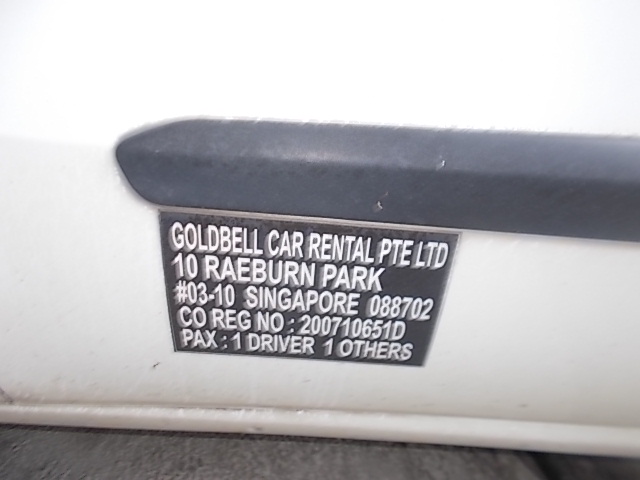 GOLDBELL CAR RENTAL PTE LTD
10 RAEBURN PARK
#03-10 SINGAPORE 088702
CO REG NO : 200710651D
PAX : 1 DRIVER 1 OTHERS